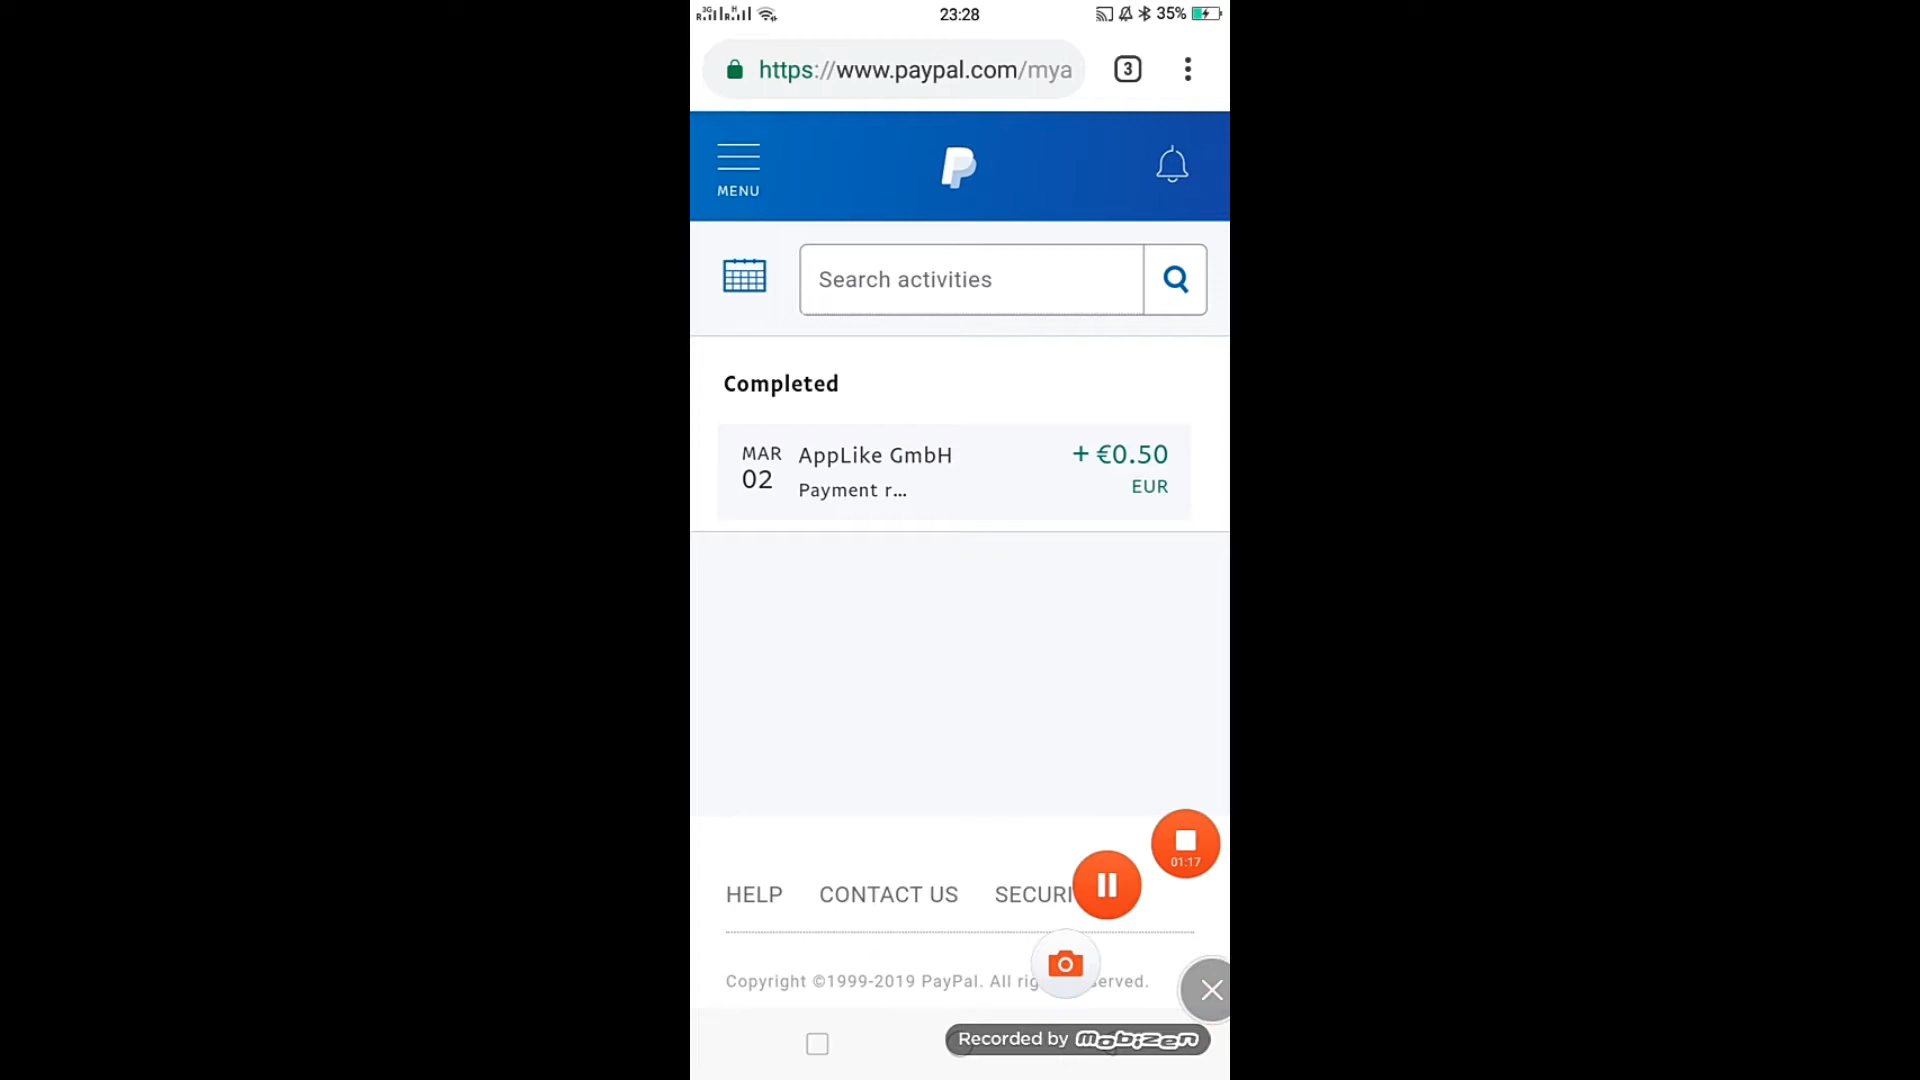 3G H 23:28 35%
https://www.paypal.com/mya 3
MENU
Search activities
Completed
MAR AppLike GmbH + €0.50
02 Payment r... EUR
01:17
HELP CONTACT US SECURI
Copyright ©1999-2019 PayPal. All rig erved.
Recorded by mobizen